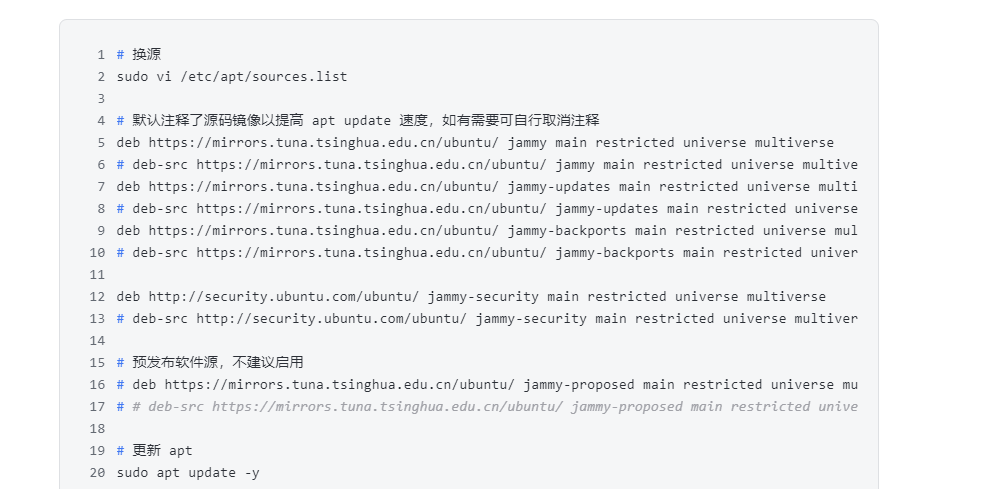 1 # 换源
2 sudo vi /etc/apt/sources.list
3
4 # 默认注释了源码镜像以提高 apt update 速度，如有需要可自行取消注释
5 deb https://mirrors.tuna.tsinghua.edu.cn/ubuntu/ jammy main restricted universe multiverse
6 # deb-src https://mirrors.tuna.tsinghua.edu.cn/ubuntu/ jammy main restricted universe multive
7 deb https://mirrors.tuna.tsinghua.edu.cn/ubuntu/ jammy-updates main restricted universe multi
8 # deb-src https://mirrors.tuna.tsinghua.edu.cn/ubuntu/ jammy-updates main restricted universe
9 deb https://mirrors.tuna.tsinghua.edu.cn/ubuntu/ jammy-backports main restricted universe mul
10 # deb-src https://mirrors.tuna.tsinghua.edu.cn/ubuntu/ jammy-backports main restricted univer
11
12 deb http://security.ubuntu.com/ubuntu/ jammy-security main restricted universe multiverse
13 # deb-src http://security.ubuntu.com/ubuntu/ jammy-security main restricted universe multiver
14
15 # 预发布软件源，不建议启用
16 # deb https://mirrors.tuna.tsinghua.edu.cn/ubuntu/ jammy-proposed main restricted universe mu
17 # # deb-src https://mirrors.tuna.tsinghua.edu.cn/ubuntu/ jammy-proposed main restricted unive
18
19 # 更新 apt
20 sudo apt update -y